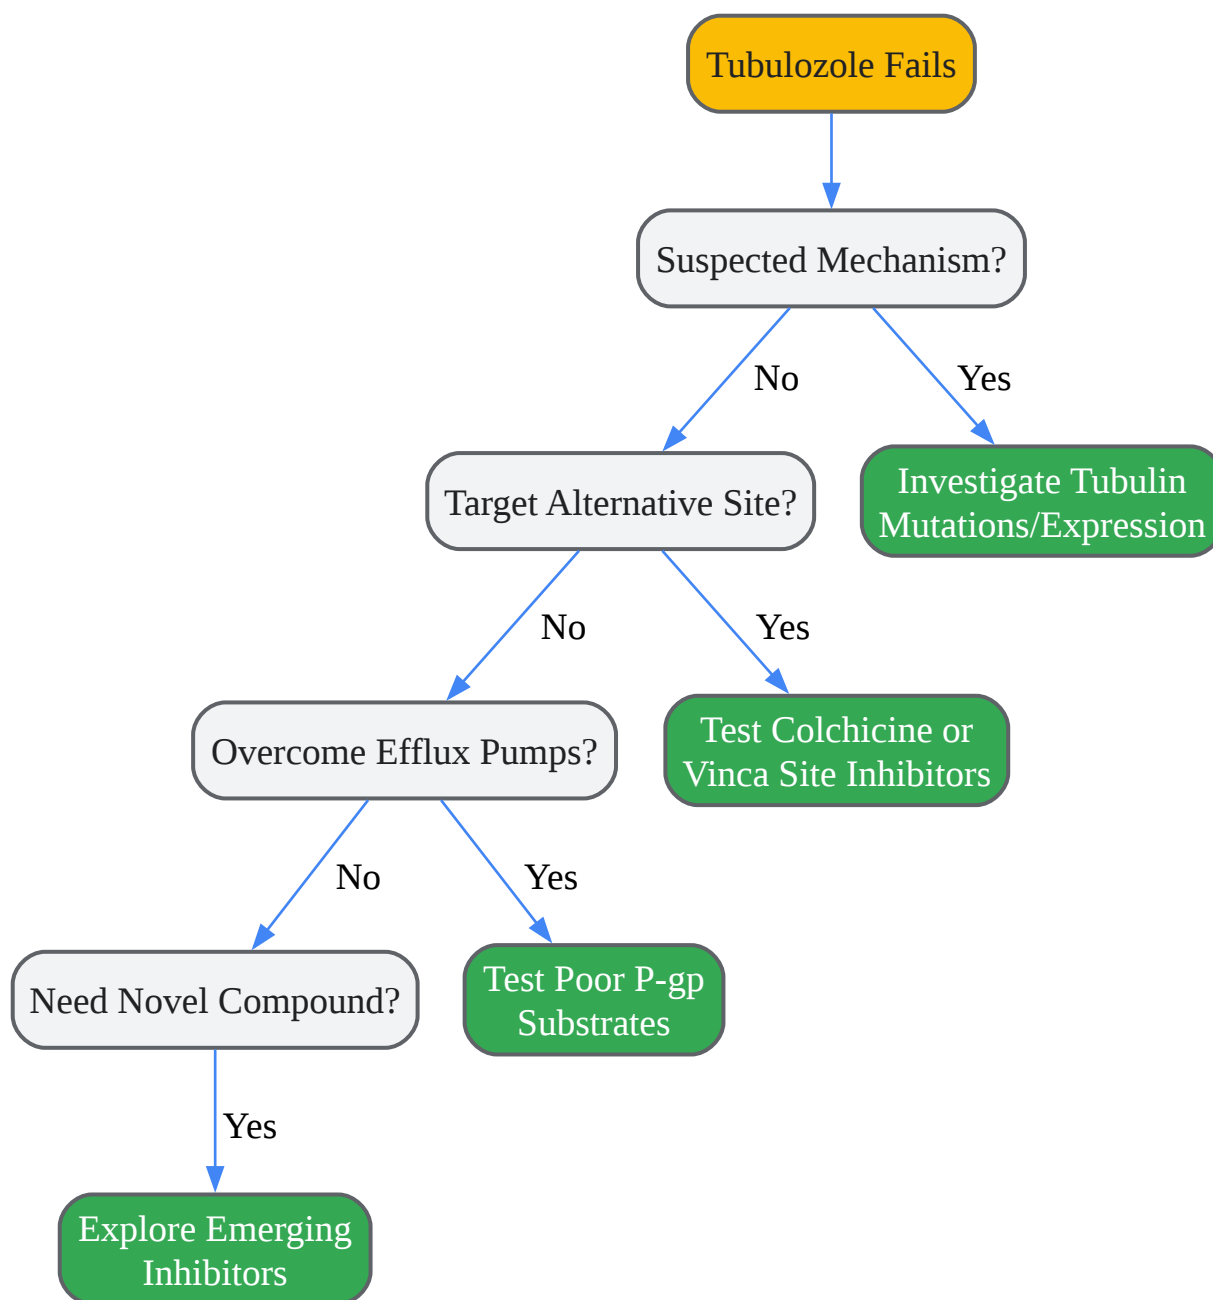 Tubulozole Fails
Suspected Mechanism?
No
Yes
Target Alternative Site?
Investigate Tubulin
Mutations/Expression
No
Yes
Overcome Efflux Pumps?
Test Colchicine or
Vinca Site Inhibitors
No
Yes
Need Novel Compound?
Test Poor P-gp
Substrates
Yes
Explore Emerging
Inhibitors